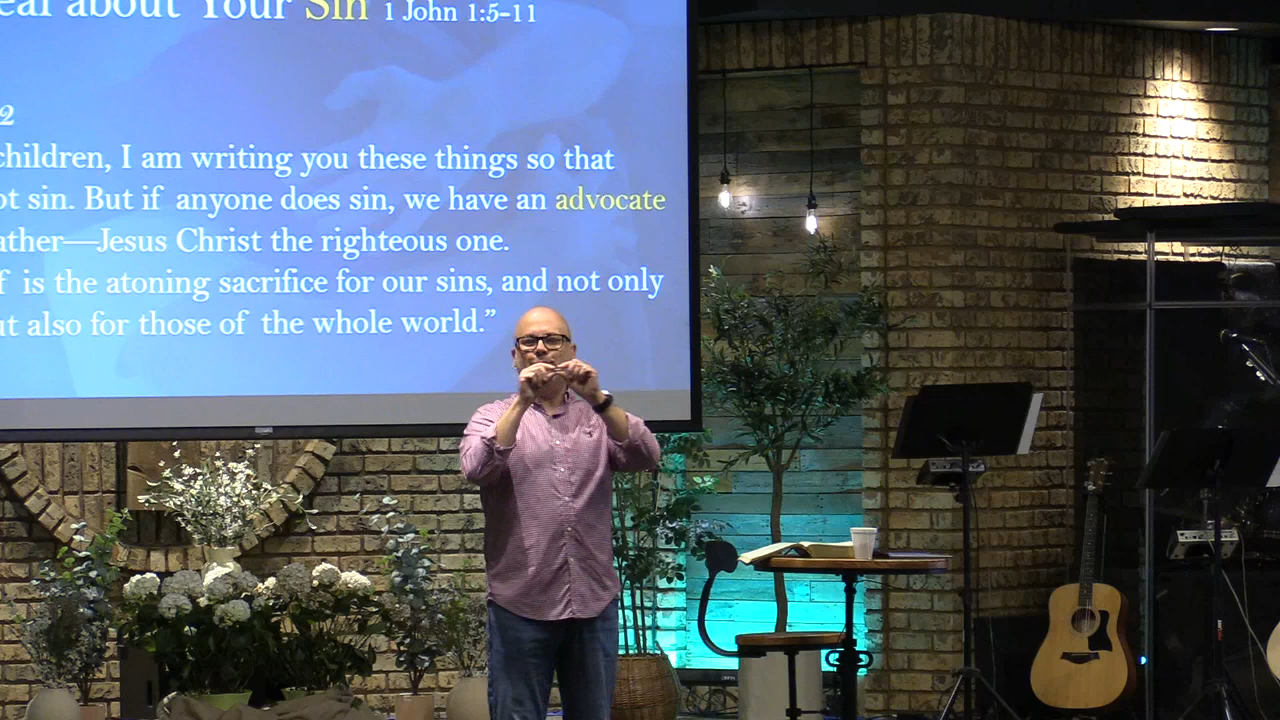 eal about Your Sin 1 John 1:5-11
2
children, I am writing you these things so that
ot sin. But if anyone does sin, we have an advocate
ather—Jesus Christ the righteous one.
f is the atoning sacrifice for our sins, and not only
ut also for those of the whole world.”